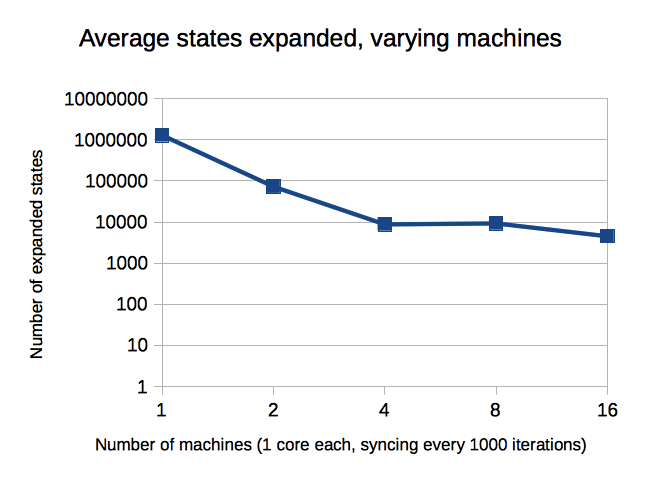 Average states expanded, varying machines
10000000
1000000
100000
10000
1000
100
10
1
Number of expanded states
1 2 4 8 16
Number of machines (1 core each, syncing every 1000 iterations)